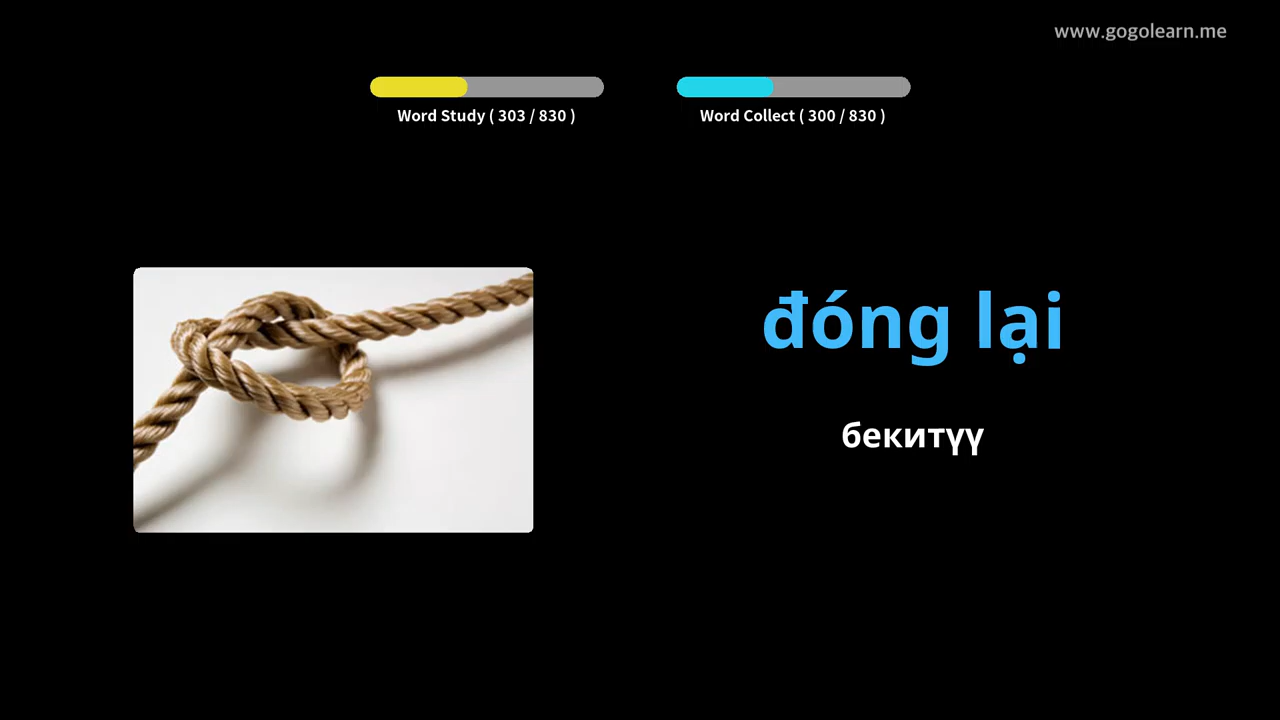 www.gogolearn.me
Word Study ( 303 / 830 )
Word Collect ( 300 / 830 )
đóng lại
бекитүү